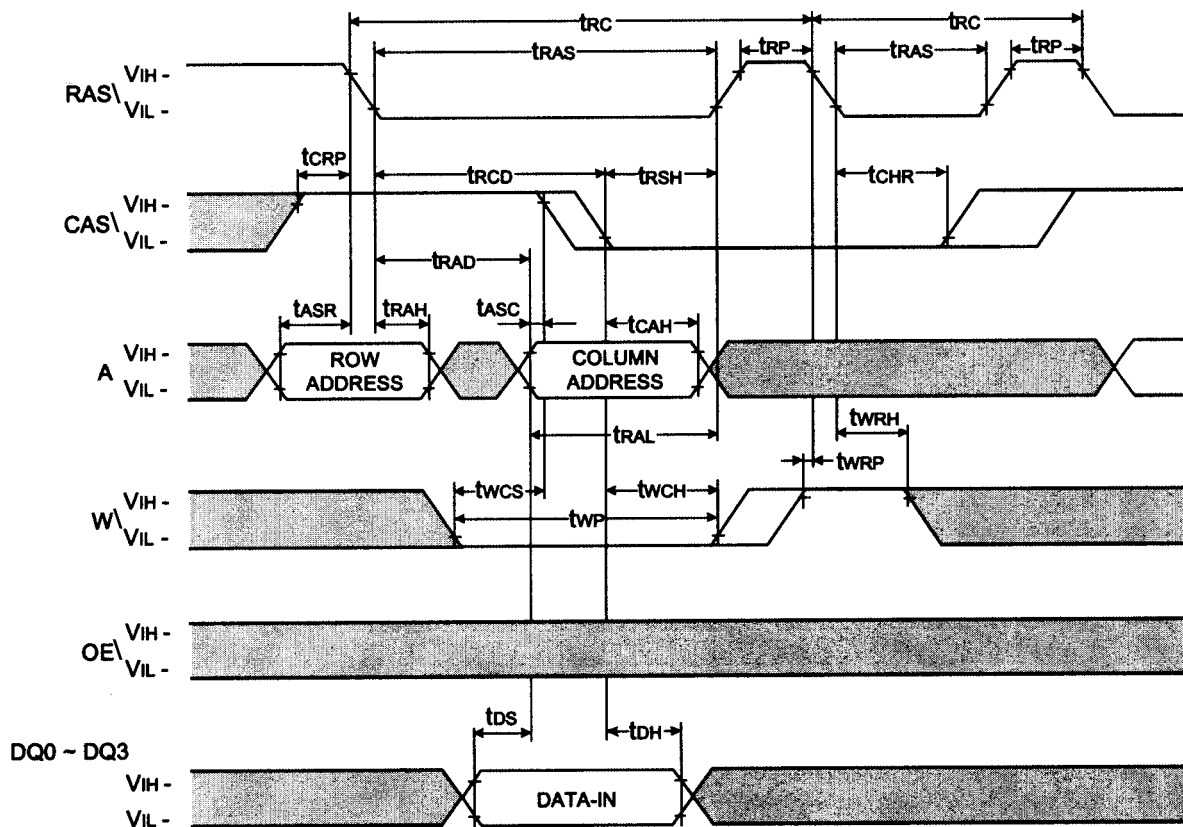 tRC tRC
tRAS tRP tRAS tRP
RAS\ VIH -
VIL -
tCRP tRCD tRSH tCHR
CAS\ VIH -
VIL -
tRAD
tASR tRAH tASC tCAH
A VIH -
VIL -
ROW
ADDRESS
COLUMN
ADDRESS
tRAL tWRH
tWRP
tWCS tWCH
W\ VIH -
VIL -
tWP
OE\ VIH -
VIL -
tDS tDH
DQ0 ~ DQ3
VIH -
VIL -
DATA-IN